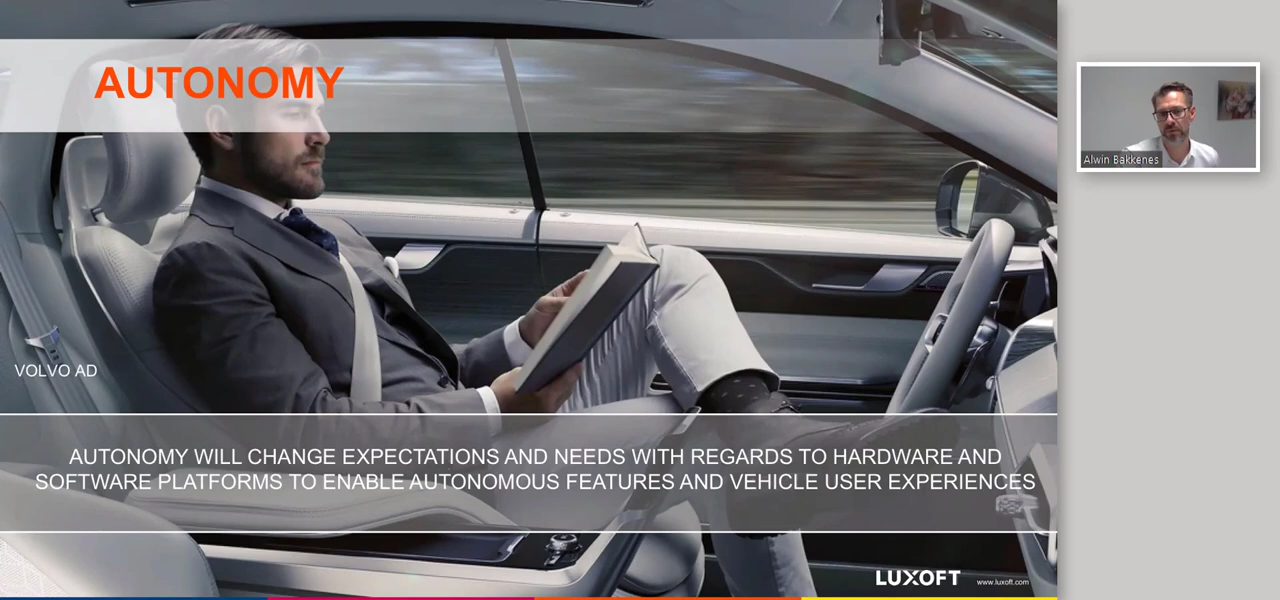 AUTONOMY
Alwin Bakkenes
VOLVO AD
AUTONOMY WILL CHANGE EXPECTATIONS AND NEEDS WITH REGARDS TO HARDWARE AND
SOFTWARE PLATFORMS TO ENABLE AUTONOMOUS FEATURES AND VEHICLE USER EXPERIENCES
LUXOFT www.luxoft.com